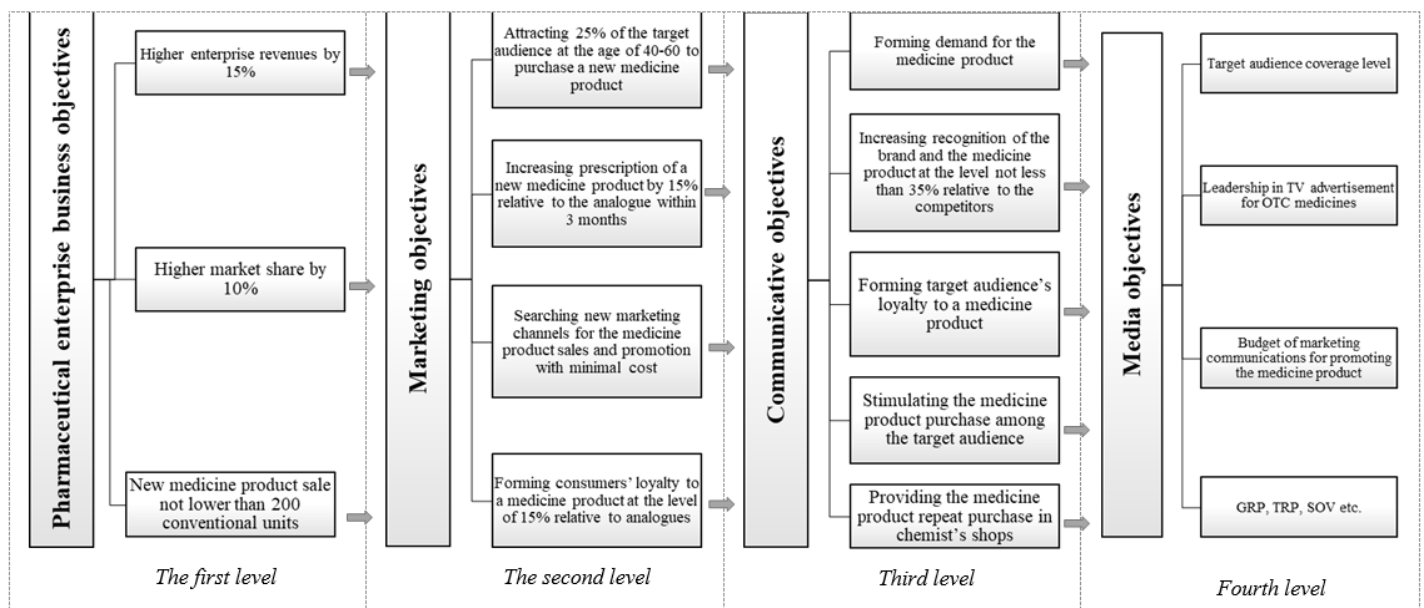 Pharmaceutical enterprise business objectives
Higher enterprise revenues by
15%
Higher market share by
10%
New medicine product sale
not lower than 200
conventional units
The first level
Marketing objectives
Attracting 25% of the target
audience at the age of 40-60 to
purchase a new medicine
product
Increasing prescription of a
new medicine product by 15%
relative to the analogue within
3 months
Searching new marketing
channels for the medicine
product sales and promotion
with minimal cost
Forming consumers' loyalty to
a medicine product at the level
of 15% relative to analogues
The second level
Communicative objectives
Forming demand for the
medicine product
Increasing recognition of the
brand and the medicine
product at the level not less
than 35% relative to the
competitors
Forming target audience's
loyalty to a medicine
product
Stimulating the medicine
product purchase among
the target audience
Providing the medicine
product repeat purchase in
chemist's shops
Third level
Media objectives
Target audience coverage level
Leadership in TV advertisement
for OTC medicines
Budget of marketing
communications for promoting
the medicine product
GRP, TRP, SOV etc.
Fourth level